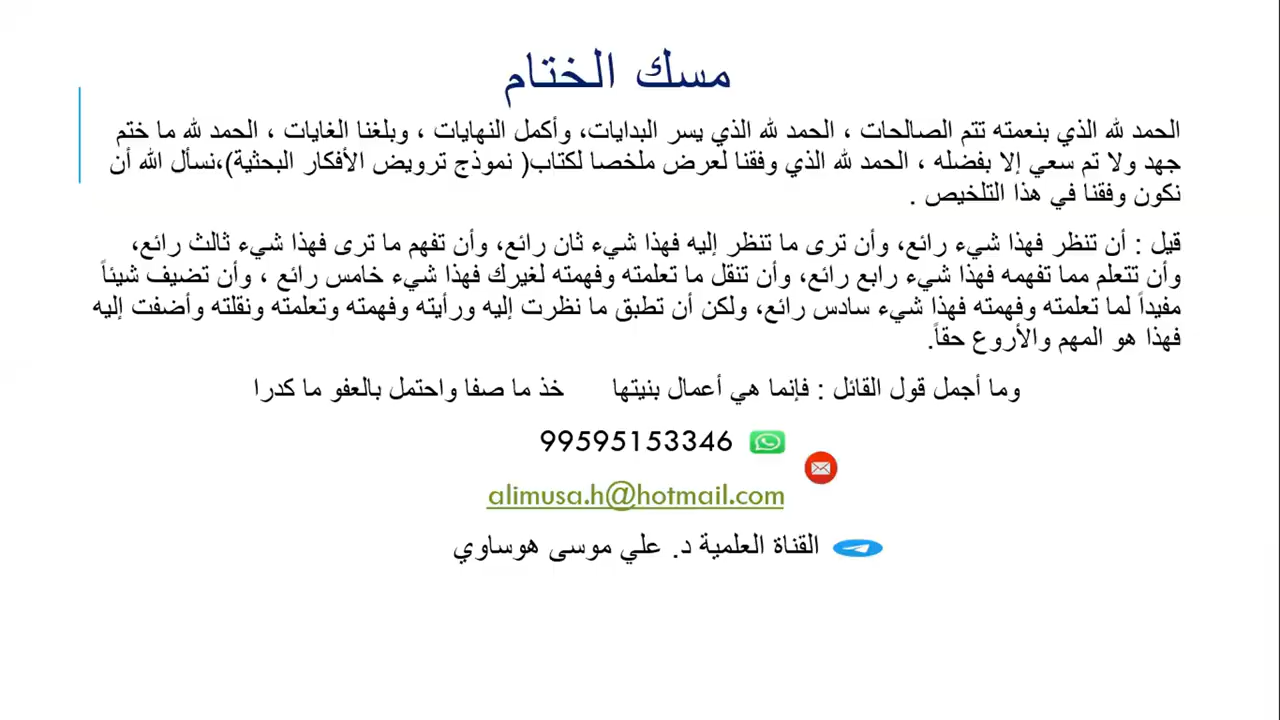 مسك الختام
الحمد لله الذي بنعمته تتم الصالحات ، الحمد لله الذي يسر البدايات، وأكمل النهايات ، وبلغنا الغايات ، الحمد لله ما ختم
جهد ولا تم سعي إلا بفضله ، الحمد لله الذي وفقنا لعرض ملخصا لكتاب( نموذج ترويض الأفكار البحثية)،نسأل الله أن
نكون وفقنا في هذا التلخيص .
قيل : أن تنظر فهذا شيء رائع، وأن ترى ما تنظر إليه فهذا شيء ثان رائع، وأن تفهم ما ترى فهذا شيء ثالث رائع،
وأن تتعلم مما تفهمه فهذا شيء رابع رائع، وأن تنقل ما تعلمته وفهمته لغيرك فهذا شيء خامس رائع ، وأن تضيف شيئاً
مفيداً لما تعلمته وفهمته فهذا شيء سادس رائع، ولكن أن تطبق ما نظرت إليه ورأيته وفهمته وتعلمته ونقلته وأضفت إليه
فهذا هو المهم والأروع حقاً.
وما أجمل قول القائل : فإنما هي أعمال بنيتها خذ ما صفا واحتمل بالعفو ما كدرا
99595153346
alimusa.h@hotmail.com
القناة العلمية د. علي موسى هوساوي